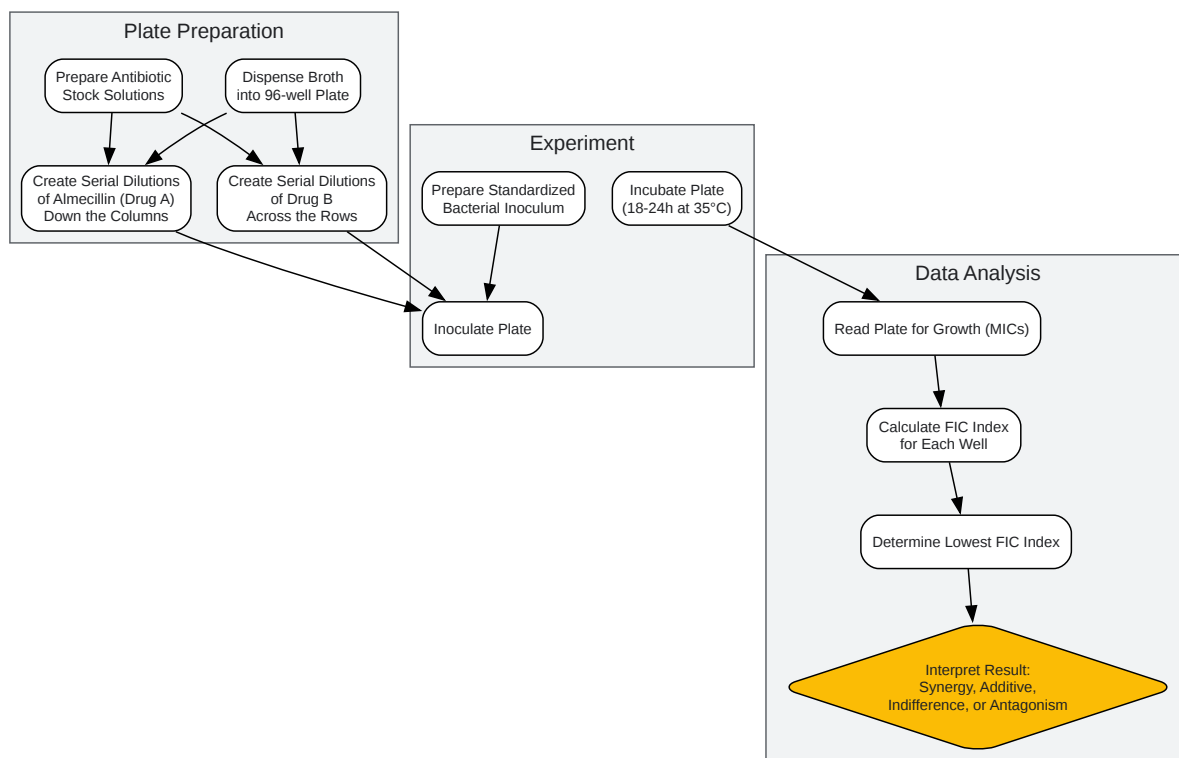 Plate Preparation
Prepare Antibiotic
Stock Solutions
Dispense Broth
into 96-well Plate
Create Serial Dilutions
of Almecillin (Drug A)
Down the Columns
Create Serial Dilutions
of Drug B
Across the Rows
Experiment
Prepare Standardized
Bacterial Inoculum
Incubate Plate
(18-24h at 35°C)
Inoculate Plate
Data Analysis
Read Plate for Growth (MICs)
Calculate FIC Index
for Each Well
Determine Lowest FIC Index
Interpret Result:
Synergy, Additive,
Indifference, or Antagonism